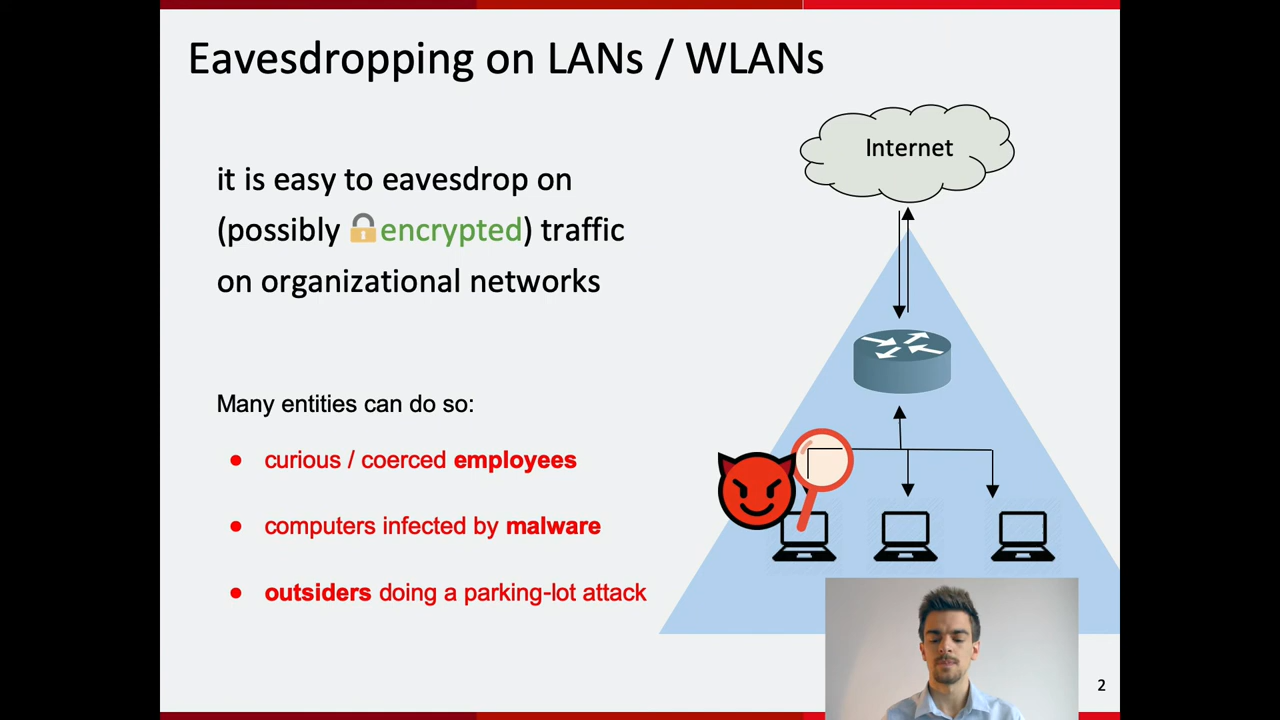 Eavesdropping on LANs / WLANs
Internet
it is easy to eavesdrop on
(possibly 🔒encrypted) traffic
on organizational networks
Many entities can do so:
● curious / coerced employees
● computers infected by malware
● outsiders doing a parking-lot attack
2